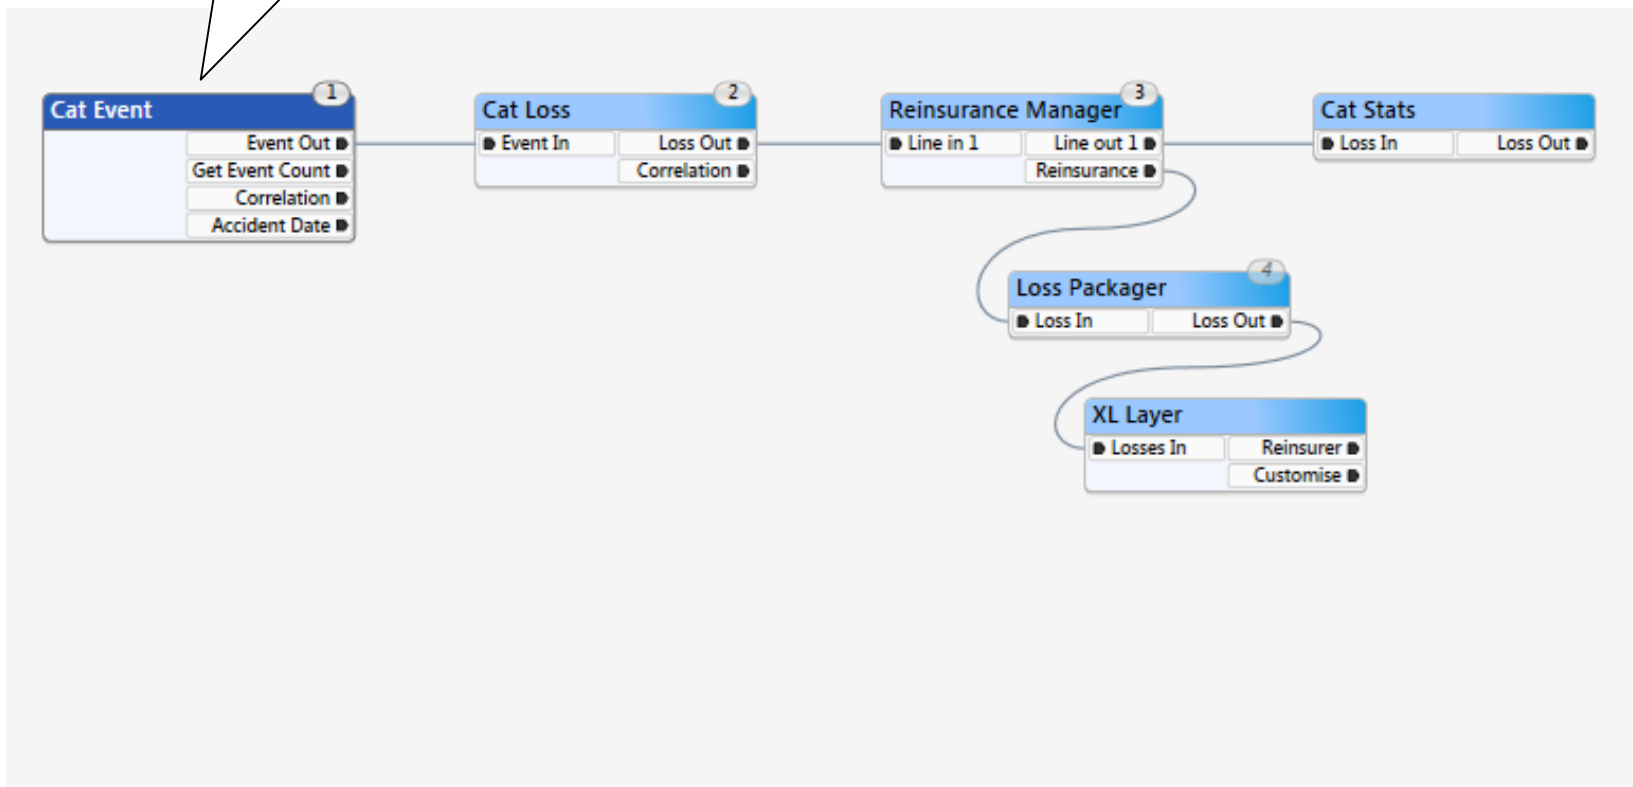 1
Cat Event
Event Out
Get Event Count
Correlation
Accident Date
2
Cat Loss
Event In Loss Out
Correlation
3
Reinsurance Manager
Line in 1 Line out 1
Reinsurance
Cat Stats
Loss In Loss Out
4
Loss Packager
Loss In Loss Out
XL Layer
Losses In Reinsurer
Customise